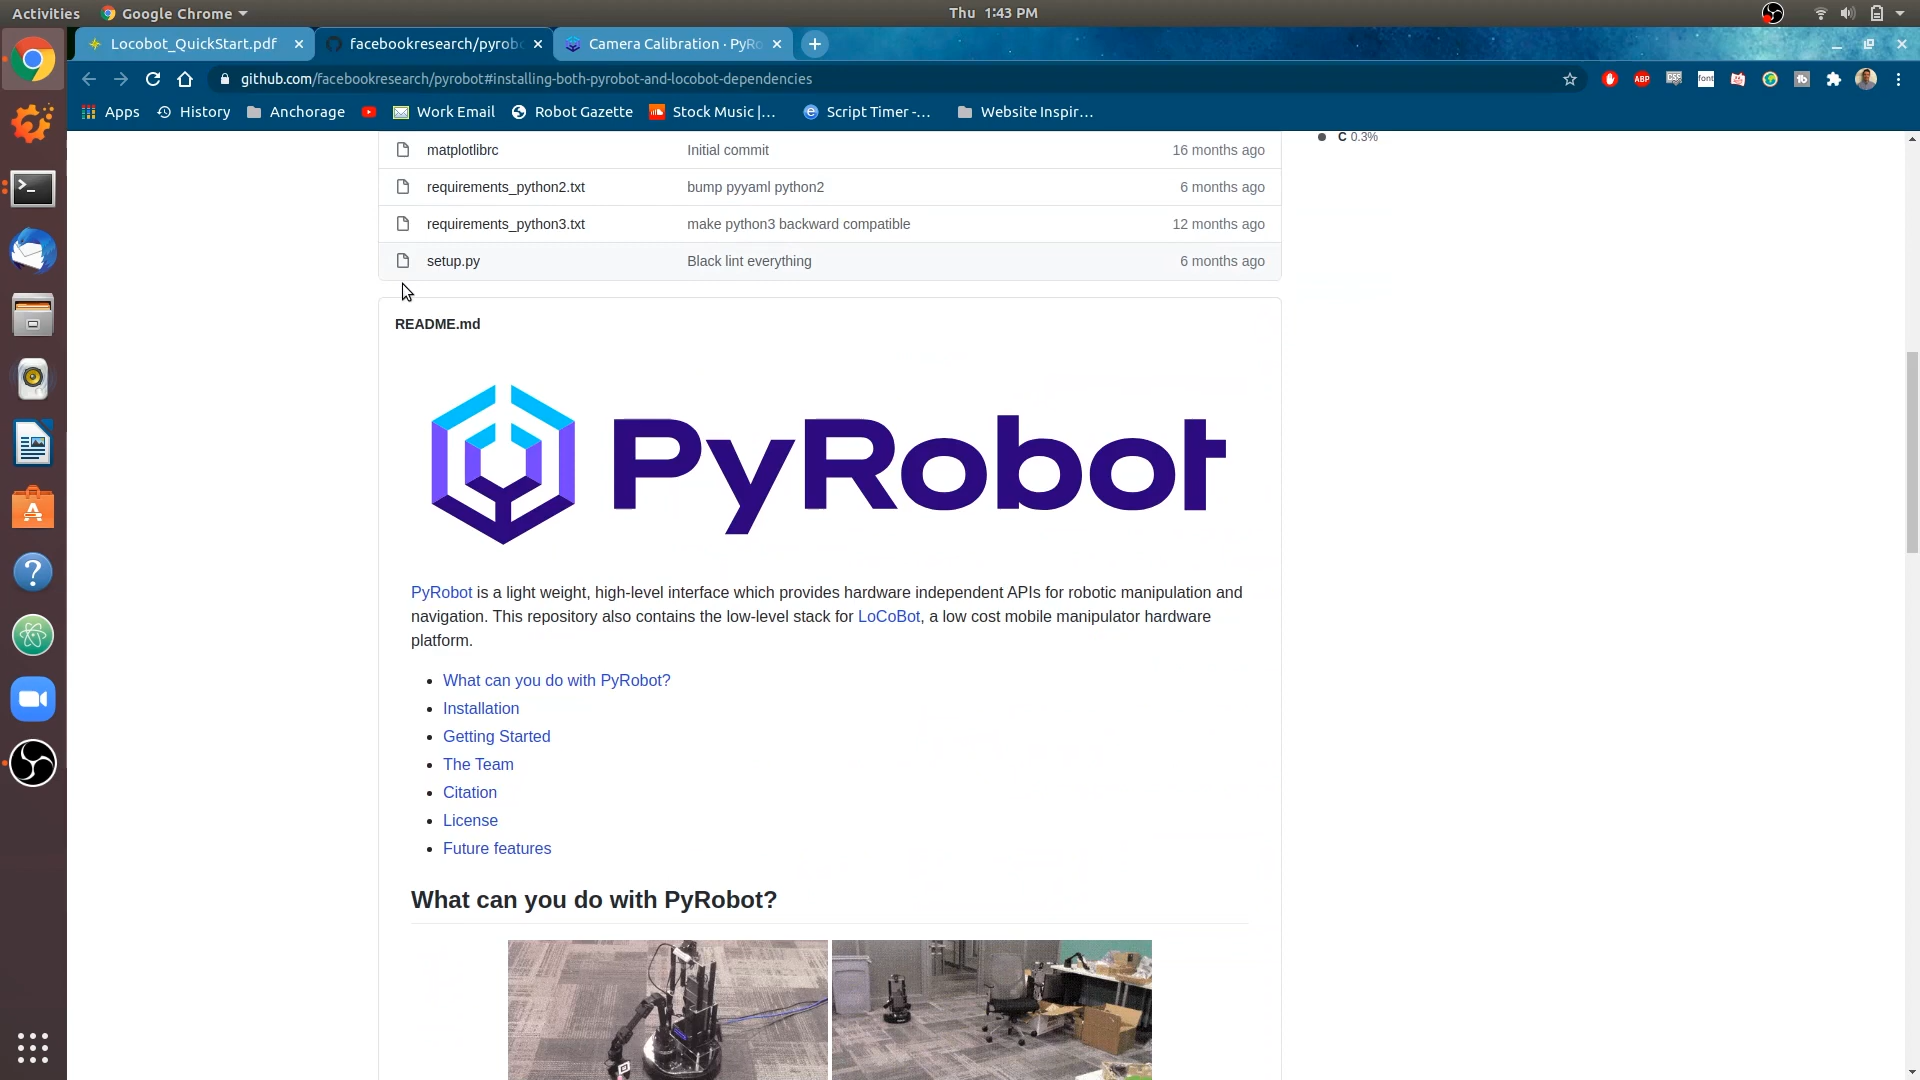 Activities Google Chrome Thu 1:43 PM
Locobot_QuickStart.pdf facebookresearch/pyrob Camera Calibration · PyRo
github.com/facebookresearch/pyrobot#installing-both-pyrobot-and-locobot-dependencies
ABP CSS font
Apps History Anchorage Work Email Robot Gazette Stock Music |... Script Timer -... Website Inspir...
C 0.3%
matplotlibrc Initial commit 16 months ago
requirements_python2.txt bump pyyaml python2 6 months ago
requirements_python3.txt make python3 backward compatible 12 months ago
setup.py Black lint everything 6 months ago
README.md
PyRobot
PyRobot is a light weight, high-level interface which provides hardware independent APIs for robotic manipulation and
navigation. This repository also contains the low-level stack for LoCoBot, a low cost mobile manipulator hardware
platform.
What can you do with PyRobot?
Installation
Getting Started
The Team
Citation
License
Future features
What can you do with PyRobot?